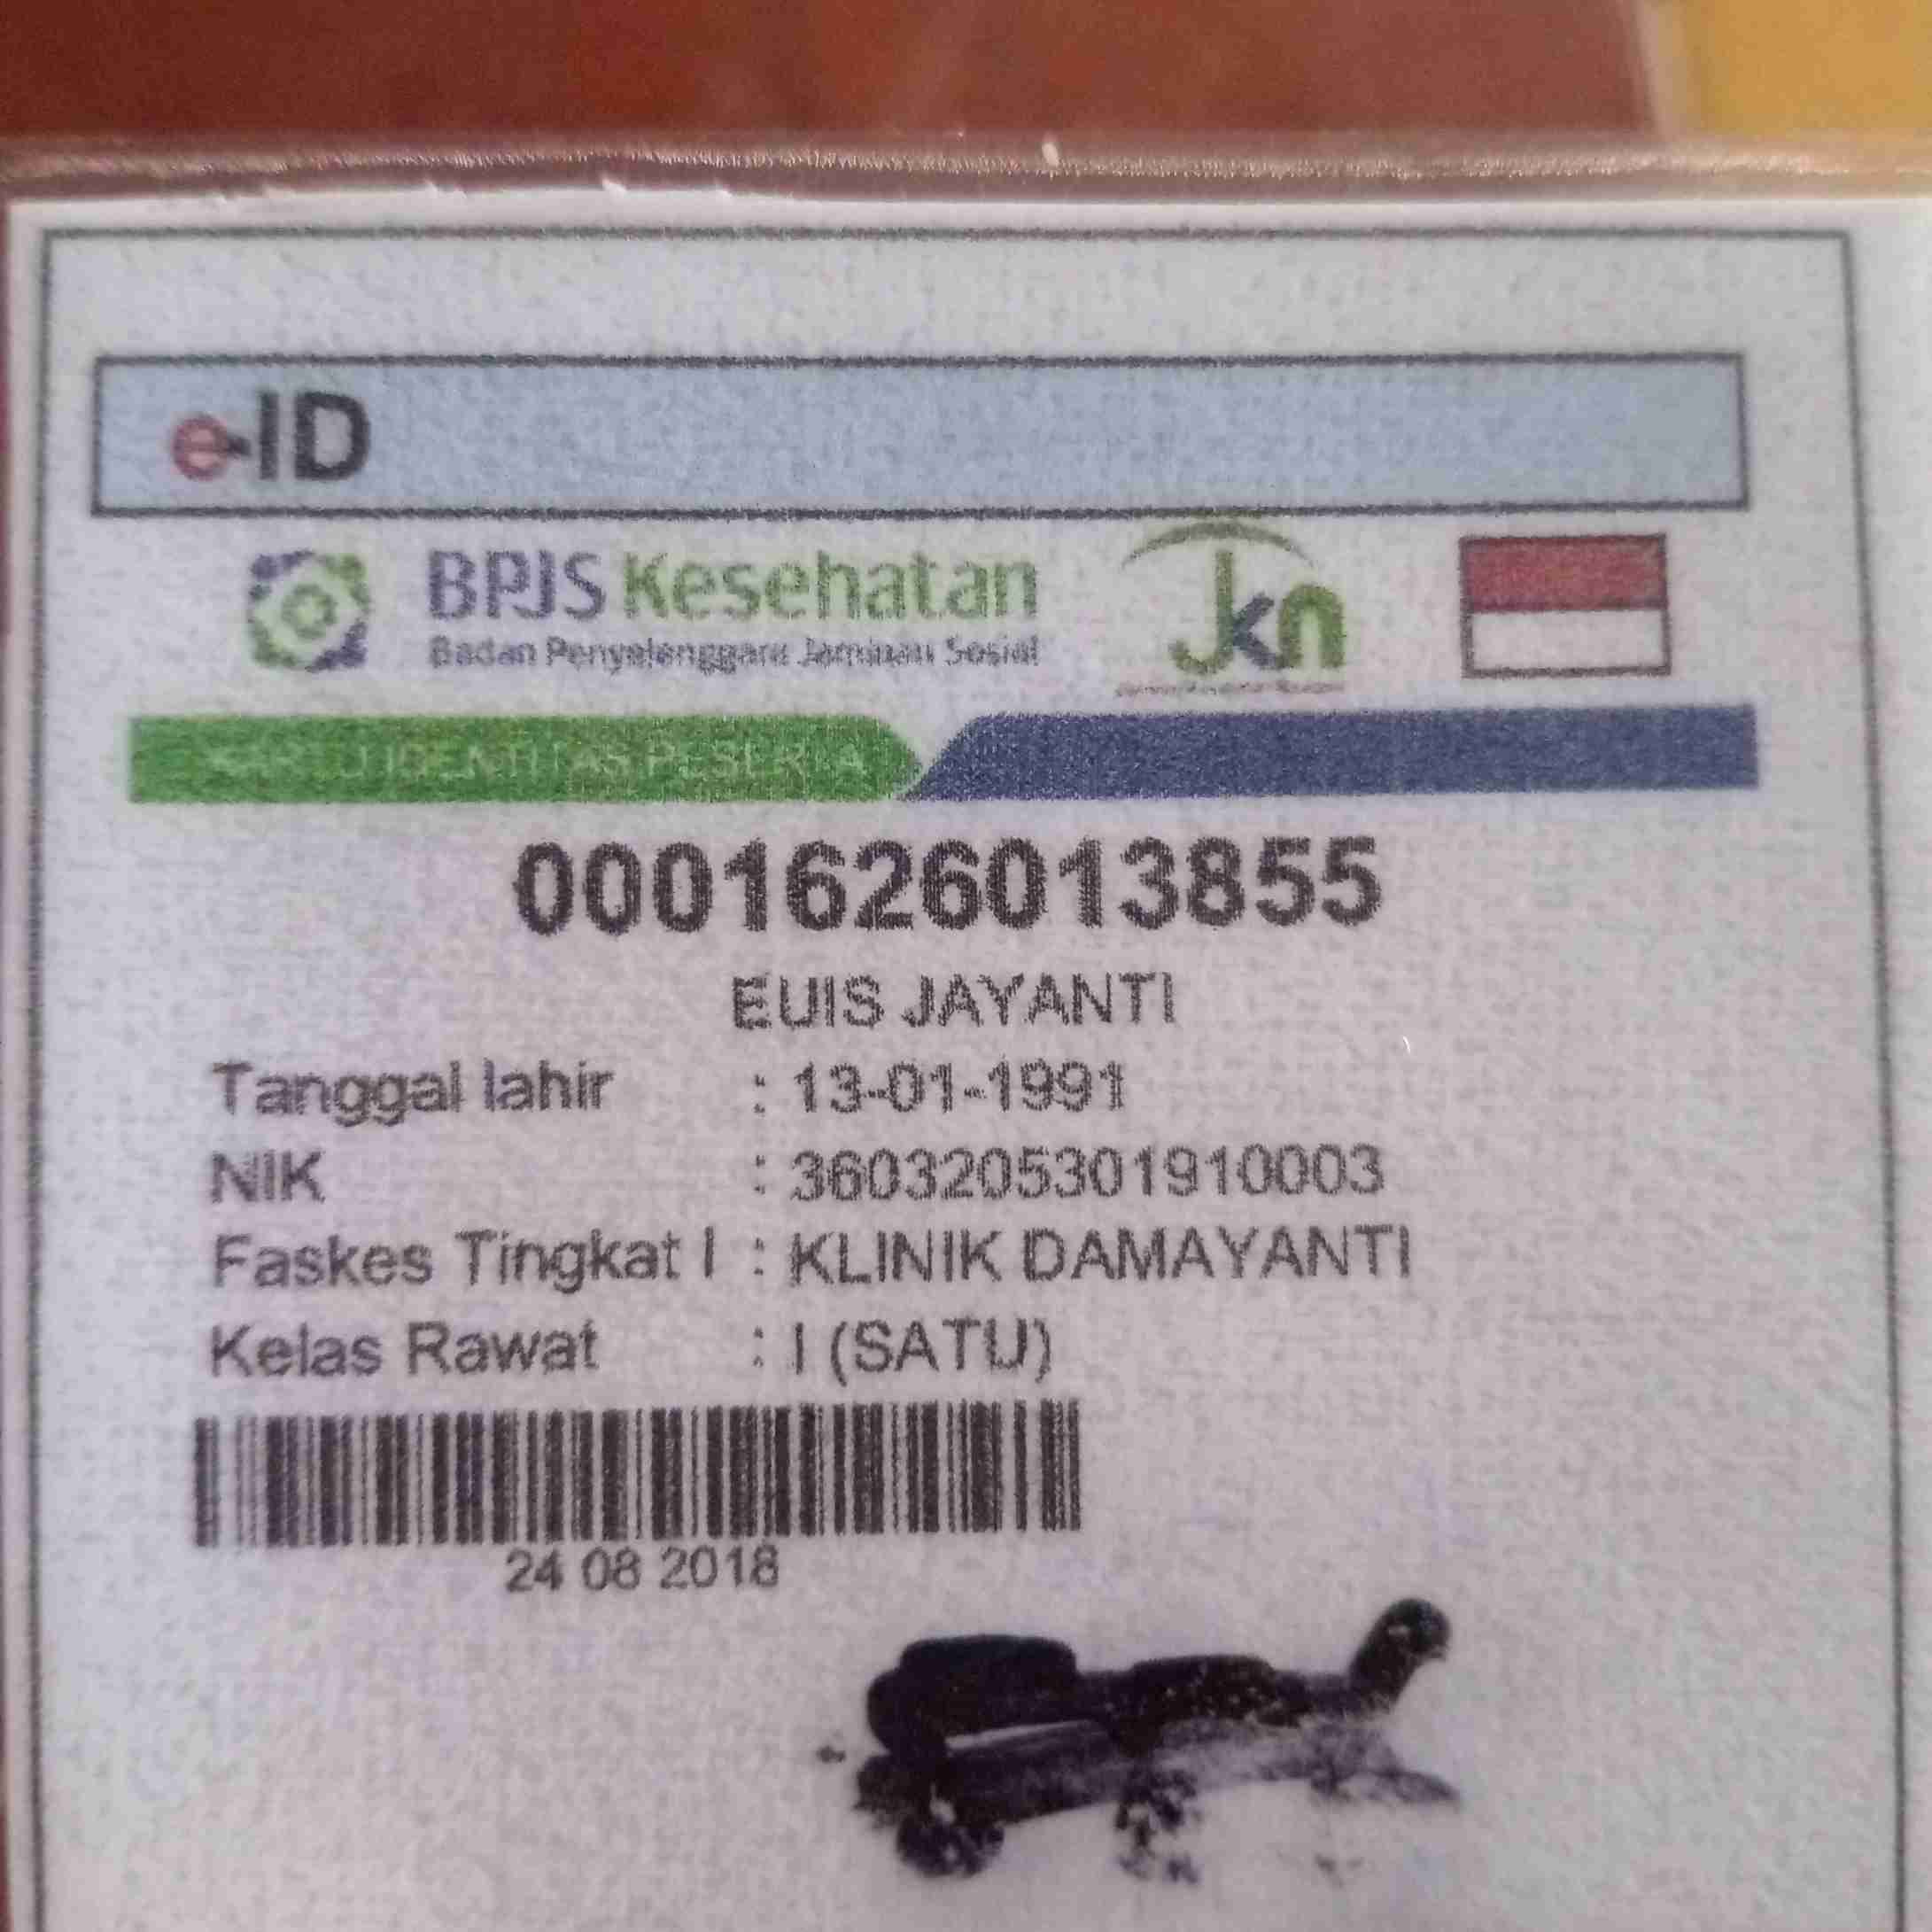 e-ID
BPJS Kesehatan
Badan Penyelenggara Jaminan Sosial
Jkn
KARTU IDENTITAS PESERTA
0001626013855
EUIS JAYANTI
Tanggal lahir : 13-01-1991
NIK : 3603205301910003
Faskes Tingkat I : KLINIK DAMAYANTI
Kelas Rawat : I (SATU)
24 08 2018